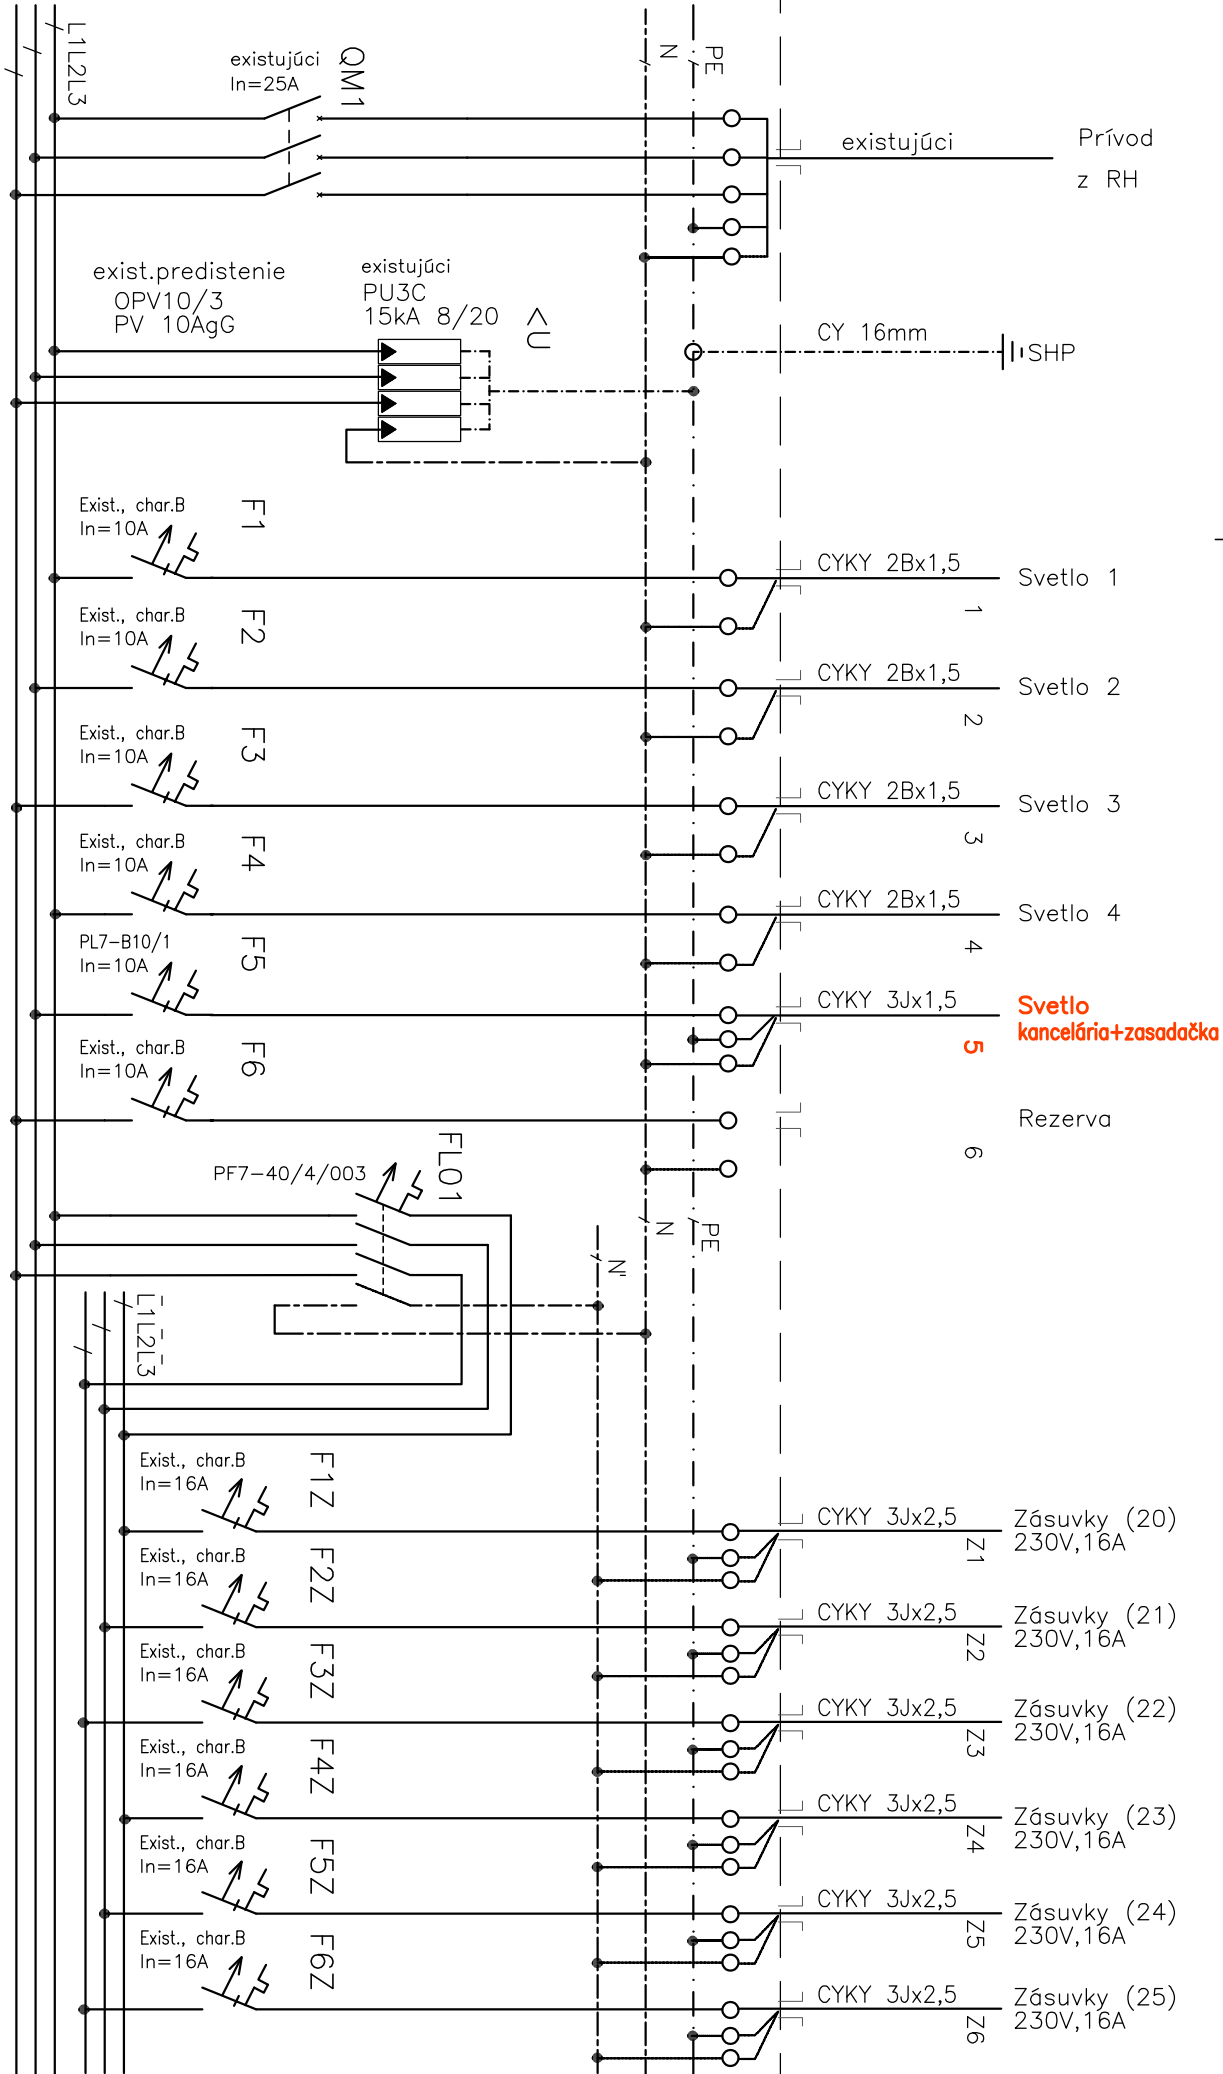 L1L2L3
existujúci
In=25A
QM1
N
PE
existujúci
Prívod
z RH
exist.predistenie
OPV10/3
PV 10AgG
existujúci
PU3C
15kA 8/20
<U
CY 16mm
SHP
Exist., char.B
In=10A
F1
CYKY 2Bx1,5
1
Svetlo 1
Exist., char.B
In=10A
F2
CYKY 2Bx1,5
2
Svetlo 2
Exist., char.B
In=10A
F3
CYKY 2Bx1,5
3
Svetlo 3
Exist., char.B
In=10A
F4
CYKY 2Bx1,5
4
Svetlo 4
PL7-B10/1
In=10A
F5
CYKY 3Jx1,5
5
Svetlo
kancelária+zasadačka
Exist., char.B
In=10A
F6
6
Rezerva
PF7-40/4/003
FLO1
N'
N
PE
L1'L2'L3'
Exist., char.B
In=16A
F1Z
CYKY 3Jx2,5
Z1
Zásuvky (20)
230V,16A
Exist., char.B
In=16A
F2Z
CYKY 3Jx2,5
Z2
Zásuvky (21)
230V,16A
Exist., char.B
In=16A
F3Z
CYKY 3Jx2,5
Z3
Zásuvky (22)
230V,16A
Exist., char.B
In=16A
F4Z
CYKY 3Jx2,5
Z4
Zásuvky (23)
230V,16A
Exist., char.B
In=16A
F5Z
CYKY 3Jx2,5
Z5
Zásuvky (24)
230V,16A
Exist., char.B
In=16A
F6Z
CYKY 3Jx2,5
Z6
Zásuvky (25)
230V,16A